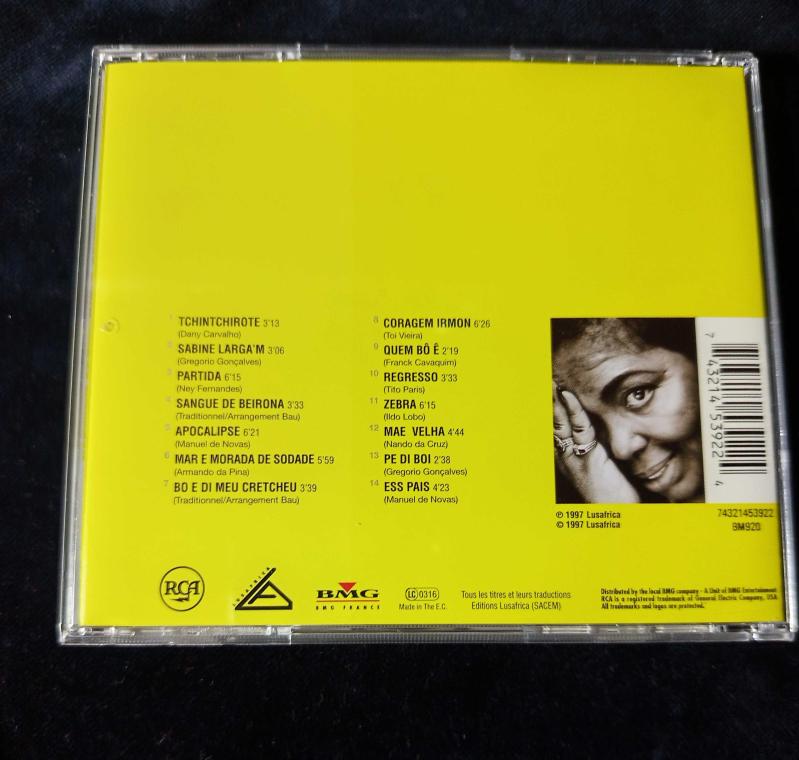 1 TCHINTCHIROTE 3'13
(Dany Carvalho)
2 SABINE LARGA'M 3'06
(Gregorio Gonçalves)
3 PARTIDA 6'15
(Ney Fernandes)
4 SANGUE DE BEIRONA 3'33
(Traditionnel/Arrangement Bau)
5 APOCALIPSE 6'21
(Manuel de Novas)
6 MAR E MORADA DE SODADE 5'59
(Armando da Pina)
7 BO E DI MEU CRETCHEU 3'39
(Traditionnel/Arrangement Bau)
8 CORAGEM IRMON 6'26
(Toi Vieira)
9 QUEM BÔ Ê 2'19
(Franck Cavaquim)
10 REGRESSO 3'33
(Tito Paris)
11 ZEBRA 6'15
(Ildo Lobo)
12 MAE VELHA 4'44
(Nando da Cruz)
13 PE DI BOI 2'38
(Gregorio Gonçalves)
14 ESS PAIS 4'23
(Manuel de Novas)
7 43214 53922 4
℗ 1997 Lusafrica
© 1997 Lusafrica
74321453922
BM920
RCA
LUSAFRICA
BMG
BMG FRANCE
LC 0316
Made in The E.C.
Tous les titres et leurs traductions
Editions Lusafrica (SACEM)
Distributed by the local BMG company - A Unit of BMG Entertainment
RCA is a registered trademark of General Electric Company, USA
All trademarks and logos are protected.